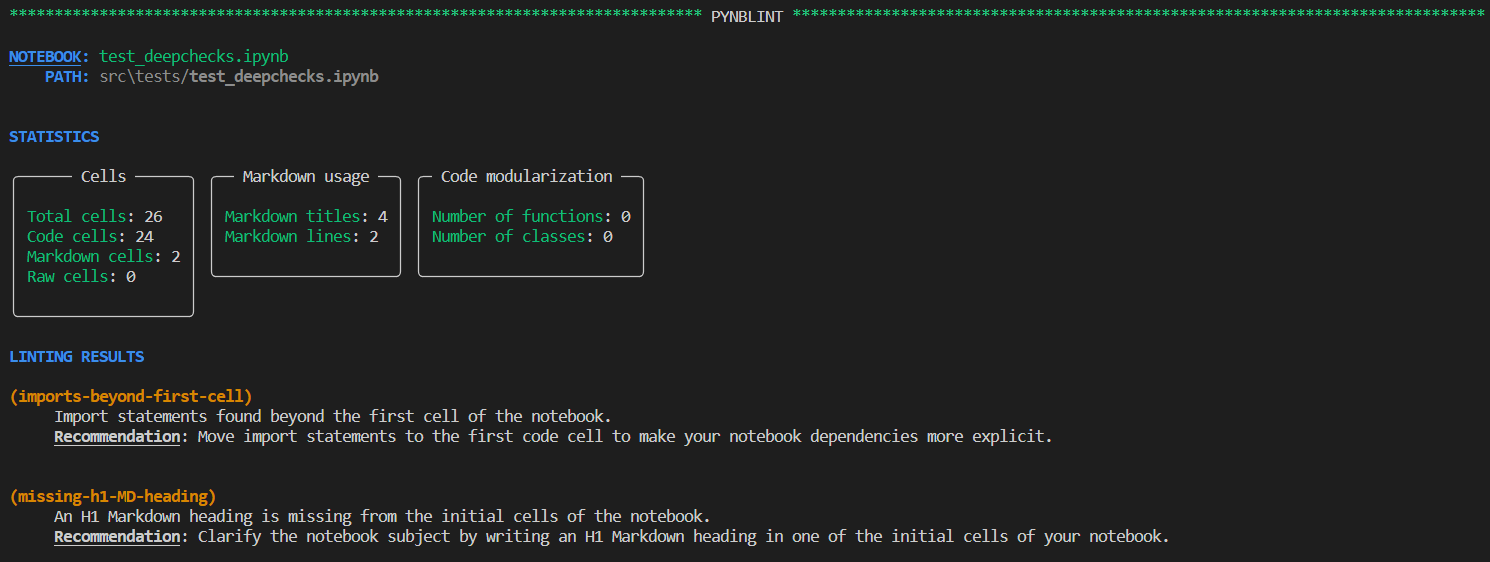 ***************************************************************************** PYNBLINT *****************************************************************************
NOTEBOOK: test_deepchecks.ipynb
PATH: src\tests/test_deepchecks.ipynb
STATISTICS
Cells
Total cells: 26
Code cells: 24
Markdown cells: 2
Raw cells: 0
Markdown usage
Markdown titles: 4
Markdown lines: 2
Code modularization
Number of functions: 0
Number of classes: 0
LINTING RESULTS
(imports-beyond-first-cell)
Import statements found beyond the first cell of the notebook.
Recommendation: Move import statements to the first code cell to make your notebook dependencies more explicit.
(missing-h1-MD-heading)
An H1 Markdown heading is missing from the initial cells of the notebook.
Recommendation: Clarify the notebook subject by writing an H1 Markdown heading in one of the initial cells of your notebook.